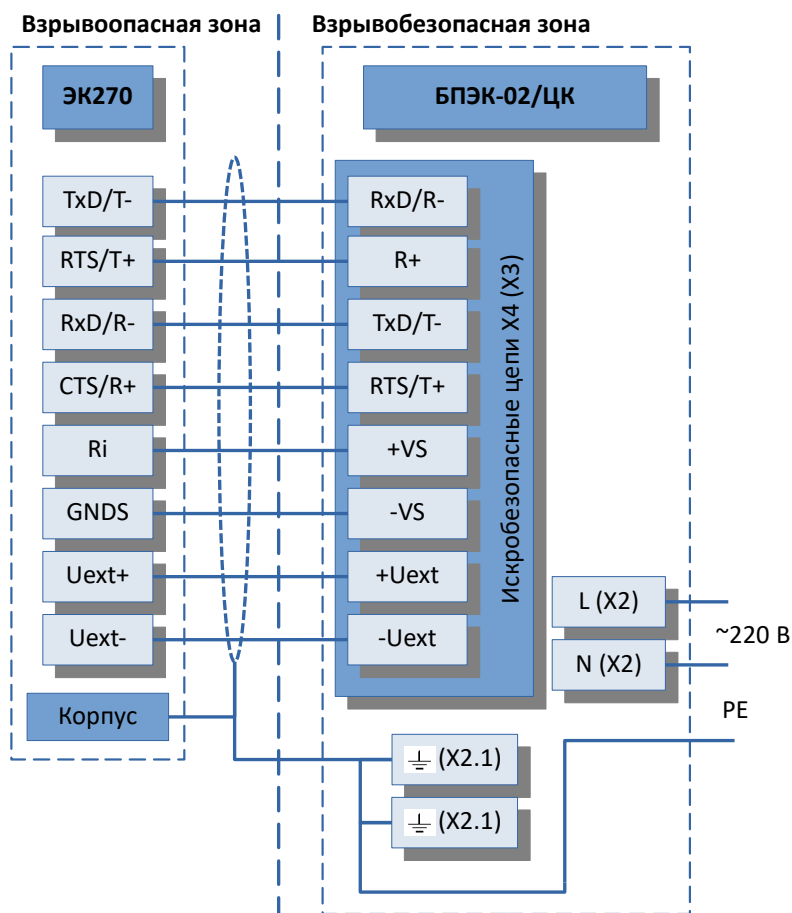 Взрывоопасная зона
Взрывобезопасная зона
ЭК270
БПЭК-02/ЦК
TxD/T-
RxD/R-
RTS/T+
R+
RxD/R-
TxD/T-
CTS/R+
RTS/T+
Ri
+VS
GNDS
-VS
Uext+
+Uext
Uext-
-Uext
Искробезопасные цепи X4 (X3)
L (X2)
~220 В
N (X2)
Корпус
PE
(X2.1)
(X2.1)